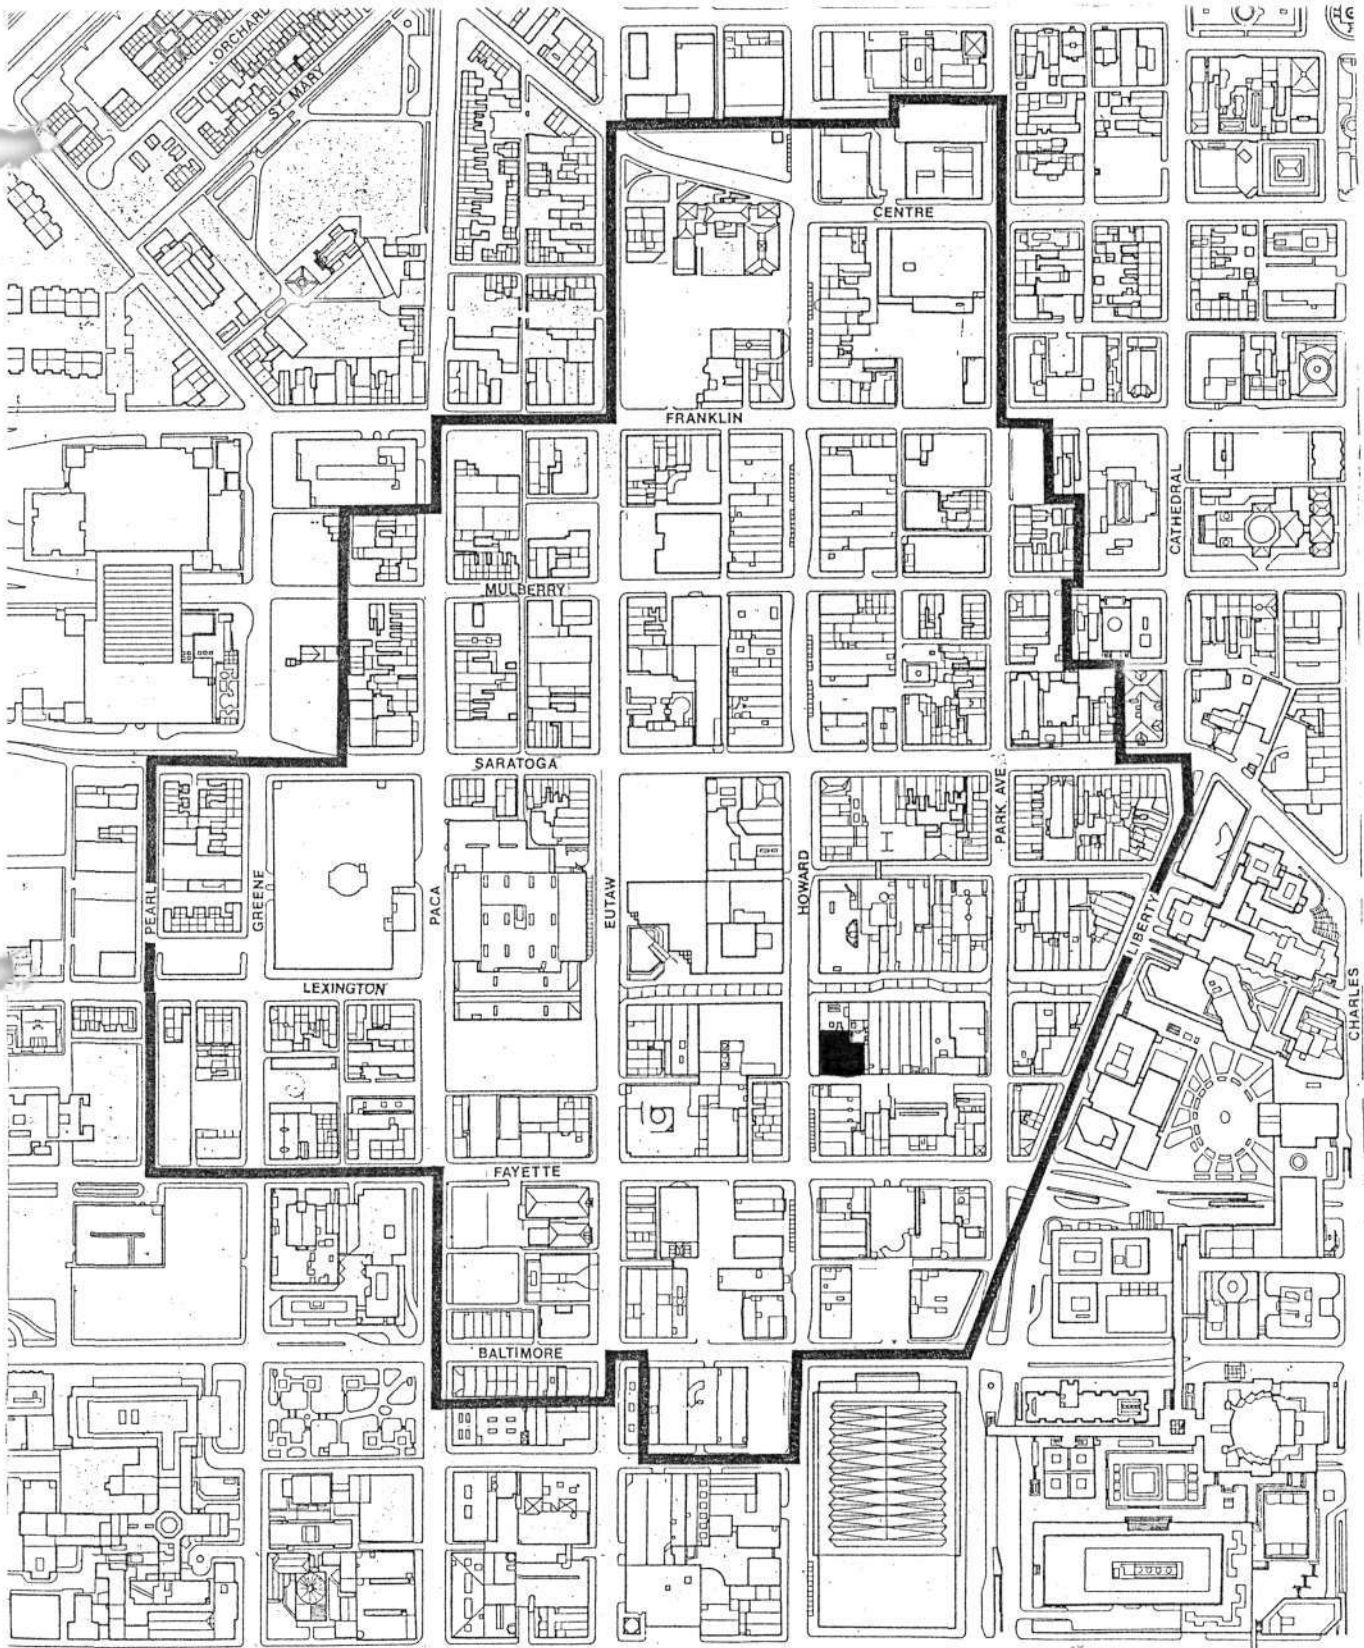 ORCHARD
ST MARY
CENTRE
FRANKLIN
CATHEDRAL
MULBERRY
SARATOGA
PARK AVE.
PEARL
GREENE
PACA
EUTAW
HOWARD
LIBERTY
LEXINGTON
CHARLES
FAYETTE
BALTIMORE